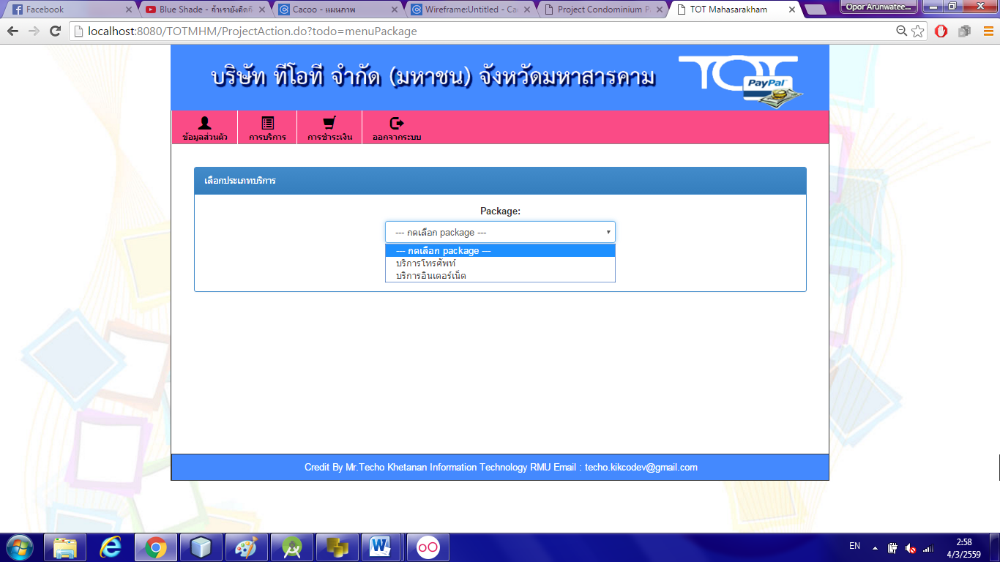 Facebook
Blue Shade - ถ้าเรายังคิดถึ
Cacoo - แผนภาพ
Wireframe:Untitled - Ca
Project Condominium P
TOT Mahasarakham
Opor Arunwatee...
localhost:8080/TOTMHM/ProjectAction.do?todo=menuPackage
บริษัท ทีโอที จำกัด (มหาชน) จังหวัดมหาสารคาม
TOT
PayPal
ข้อมูลส่วนตัว
การบริการ
การชำระเงิน
ออกจากระบบ
เลือกประเภทบริการ
Package:
--- กดเลือก package ---
--- กดเลือก package ---
บริการโทรศัพท์
บริการอินเตอร์เน็ต
Credit By Mr.Techo Khetanan Information Technology RMU Email : techo.kikcodev@gmail.com
EN
2:58
4/3/2559